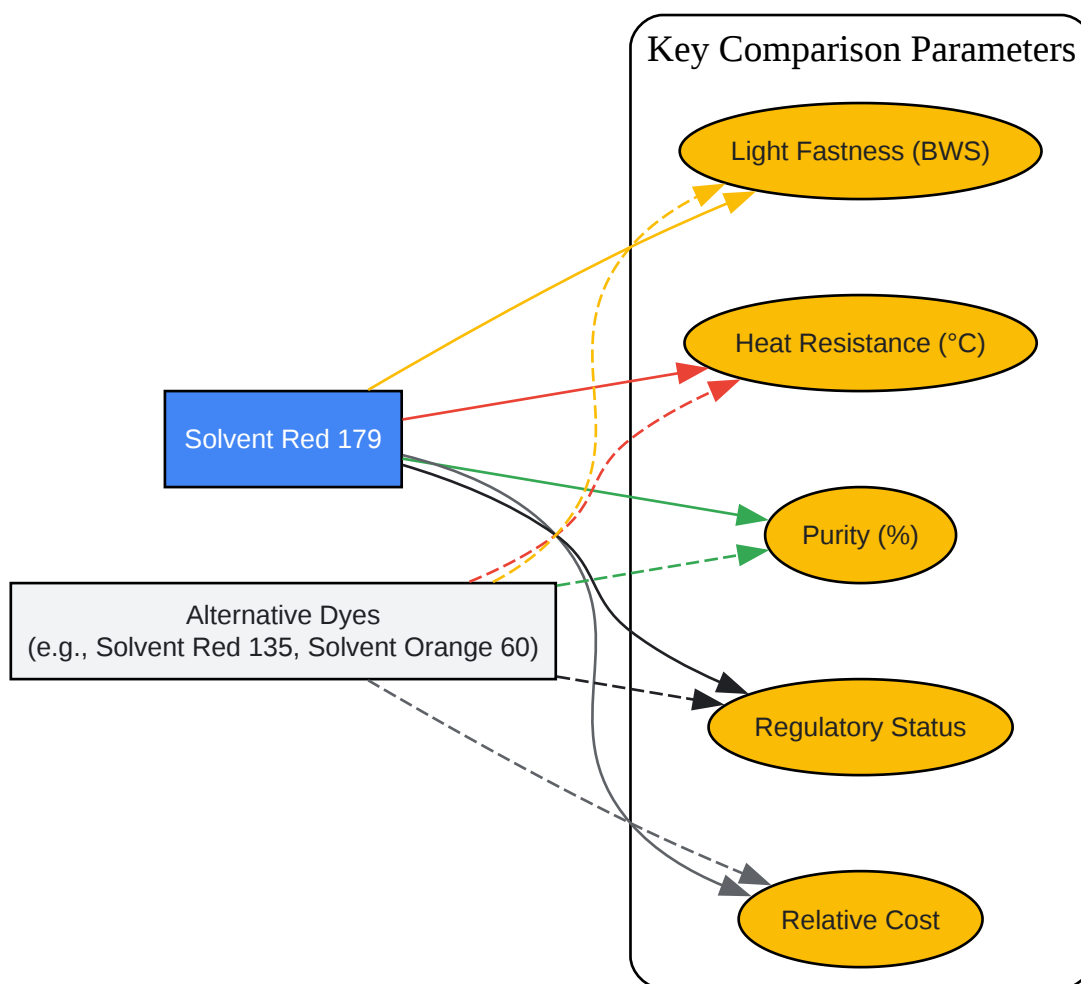 Key Comparison Parameters
Light Fastness (BWS)
Heat Resistance (°C)
Solvent Red 179
Purity (%)
Alternative Dyes
(e.g., Solvent Red 135, Solvent Orange 60)
Regulatory Status
Relative Cost